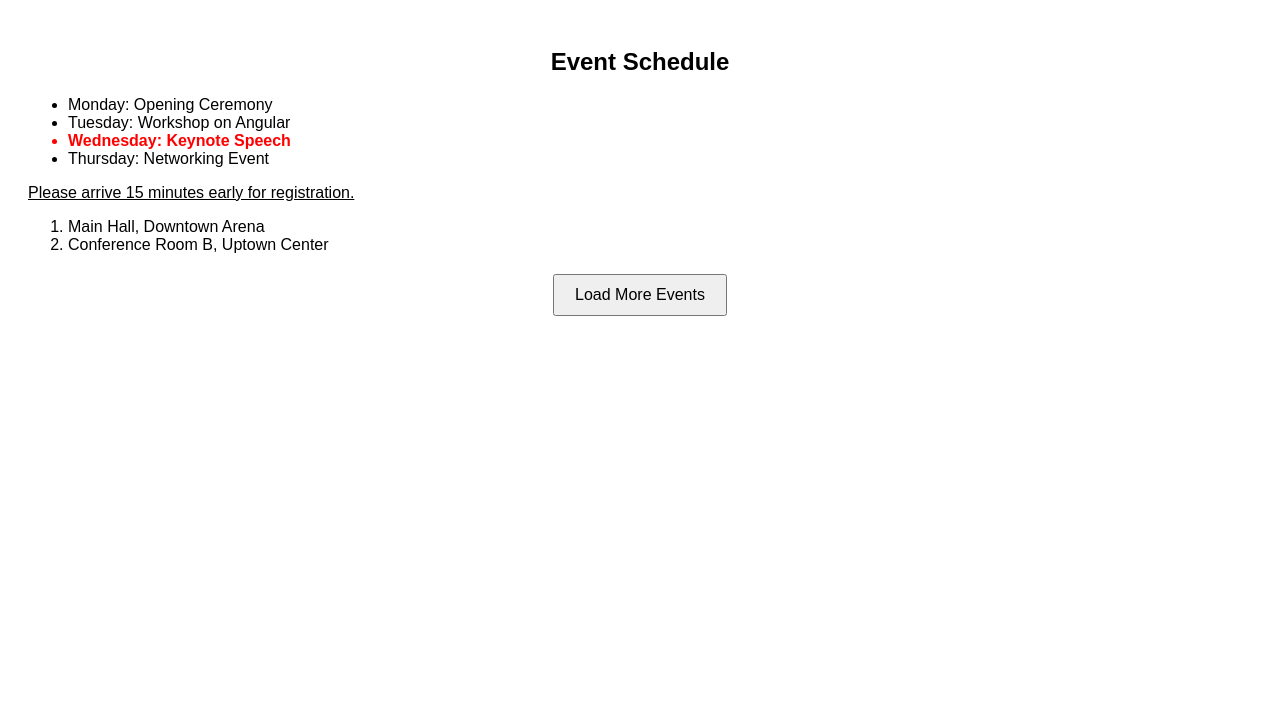 Event Schedule
• Monday: Opening Ceremony
• Tuesday: Workshop on Angular
• Wednesday: Keynote Speech
• Thursday: Networking Event
Please arrive 15 minutes early for registration.
1. Main Hall, Downtown Arena
2. Conference Room B, Uptown Center
Load More Events